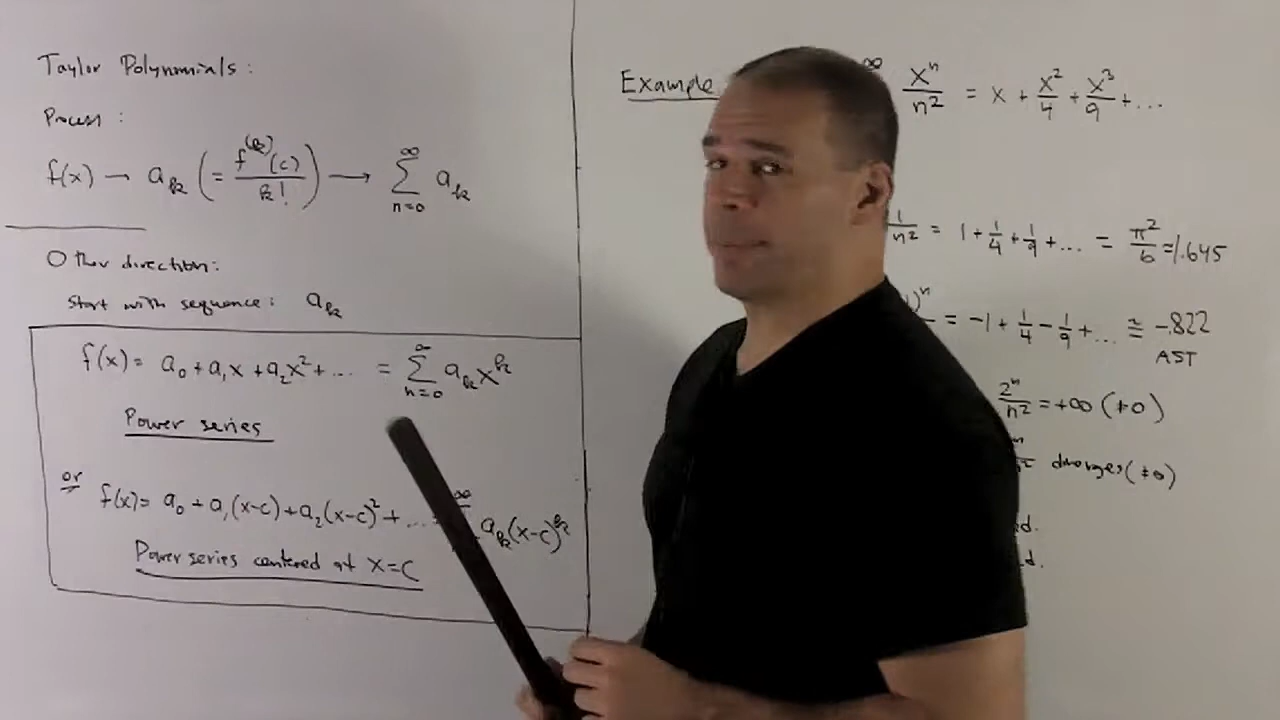 Taylor Polynomials:
Process:
f(x) → a_k (= f^(k)(c) / k!) → ∑_{n=0}^∞ a_k
Other direction:
Start with sequence: a_k
f(x) = a_0 + a_1x + a_2x^2 + ... = ∑_{n=0}^∞ a_k x^k
Power series
or
f(x) = a_0 + a_1(x-c) + a_2(x-c)^2 + ... ∞ a_k(x-c)^k
Power series centered at x=c
Example ∞ x^n/n^2 = x + x^2/4 + x^3/9 + ...
1/n^2 = 1 + 1/4 + 1/9 + ... = π^2/6 = 1.645
)^n = -1 + 1/4 - 1/9 + ... ≅ -.822
AST
2^n/n^2 = +∞ (≠0)
diverges (≠0)
d.
d.